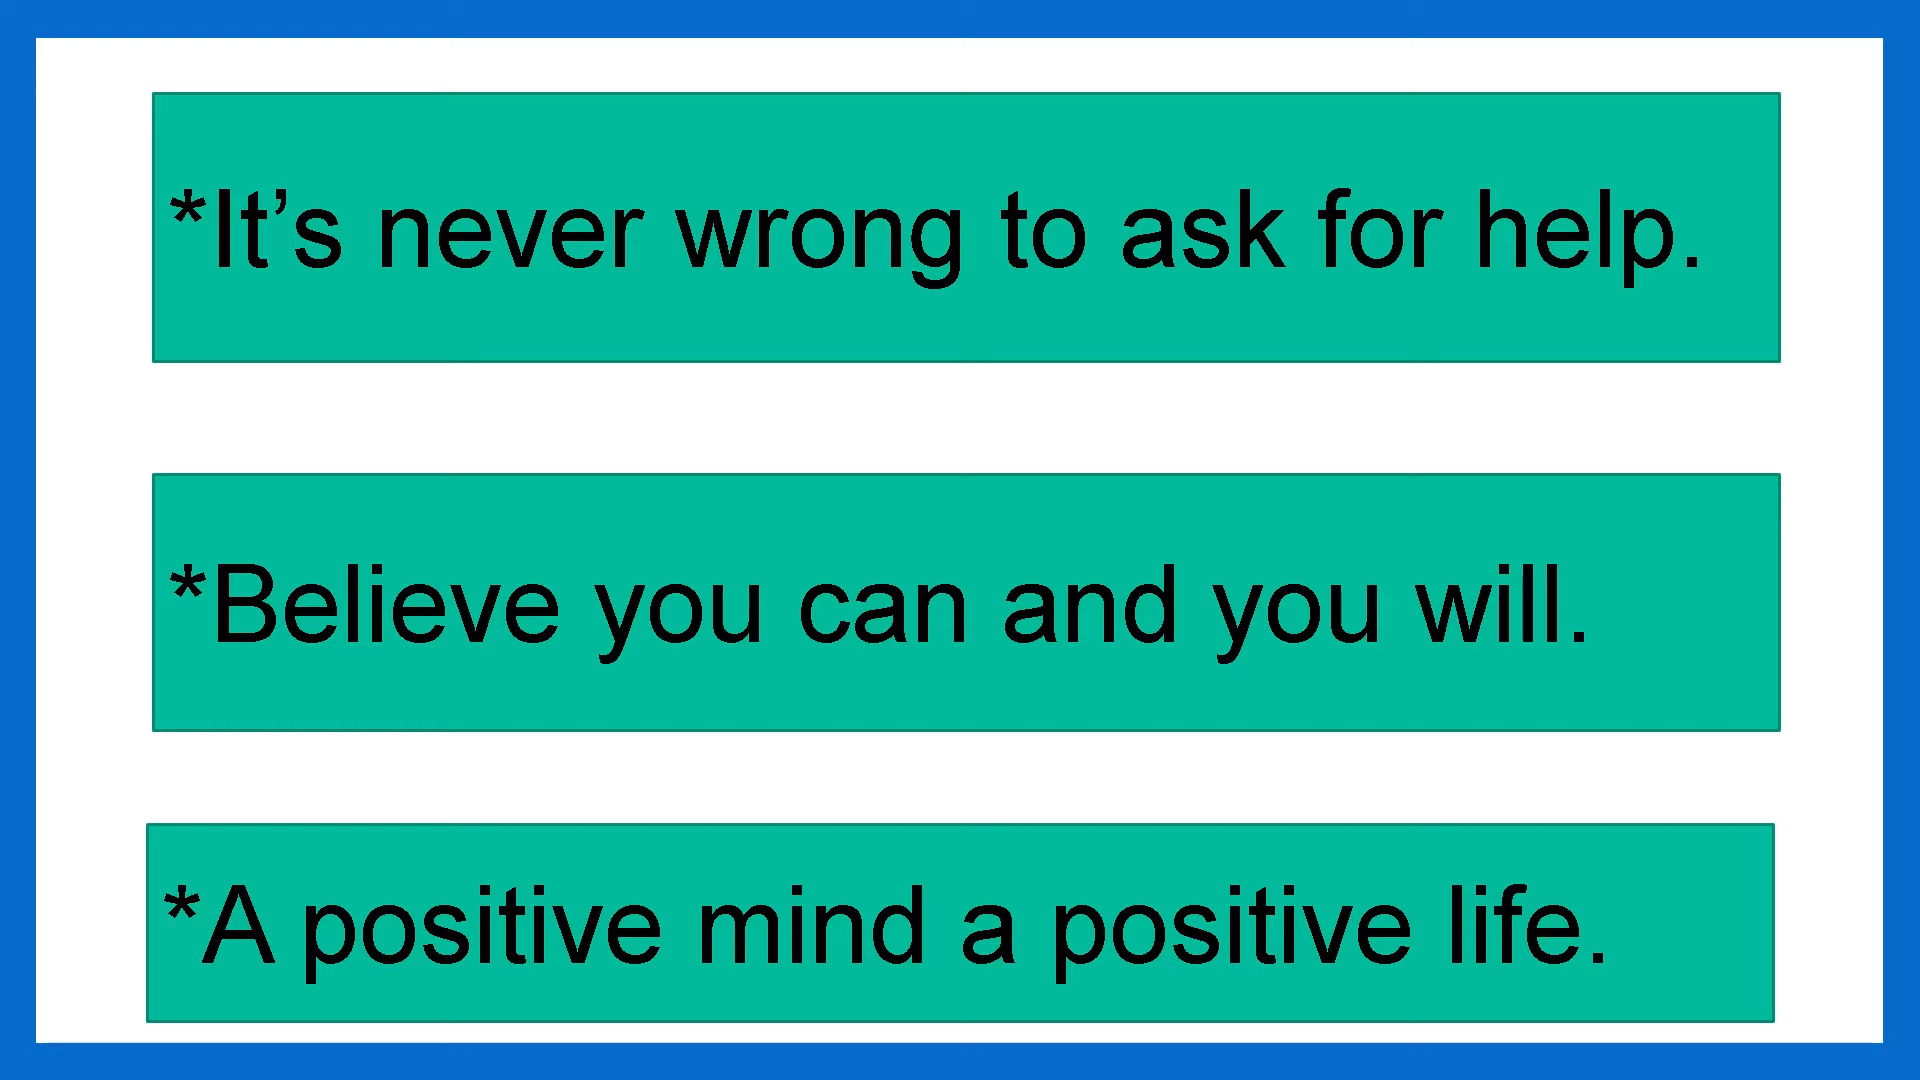 *It’s never wrong to ask for help.
*Believe you can and you will.
*A positive mind a positive life.